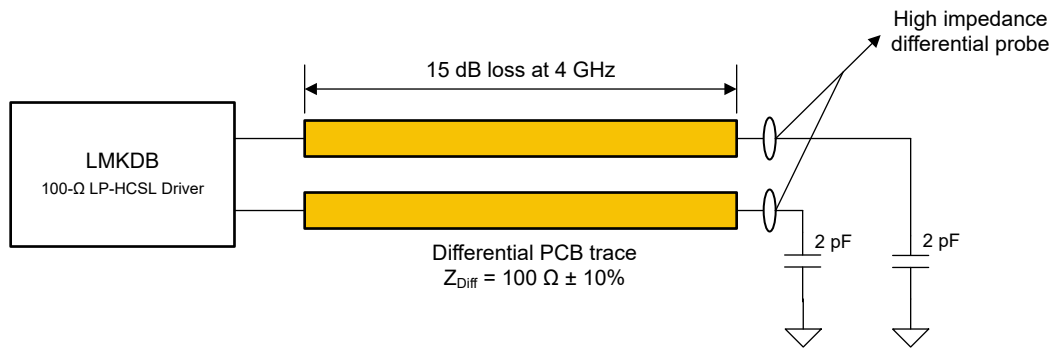 High impedance
differential probe
15 dB loss at 4 GHz
LMKDB
100-Ω LP-HCSL Driver
2 pF
2 pF
Differential PCB trace
ZDiff = 100 Ω ± 10%